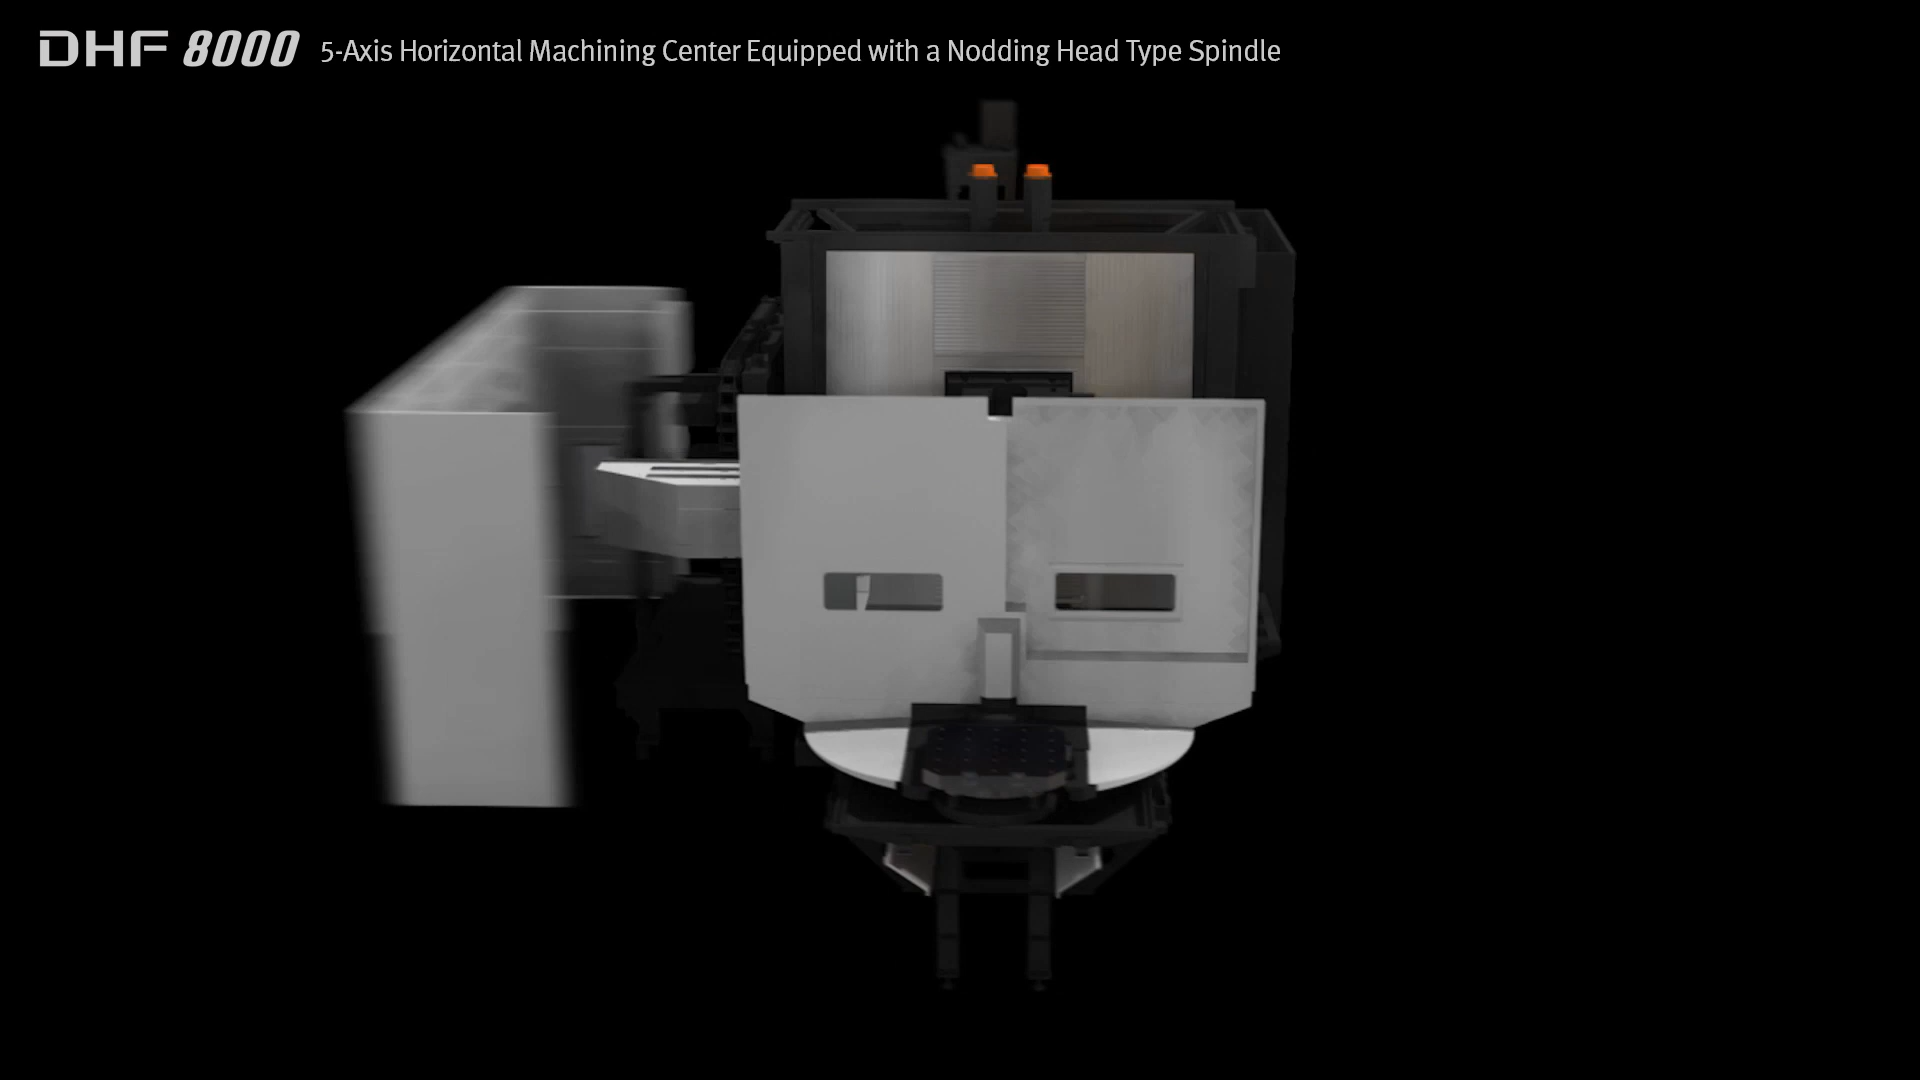 DHF 8000 5-Axis Horizontal Machining Center Equipped with a Nodding Head Type Spindle